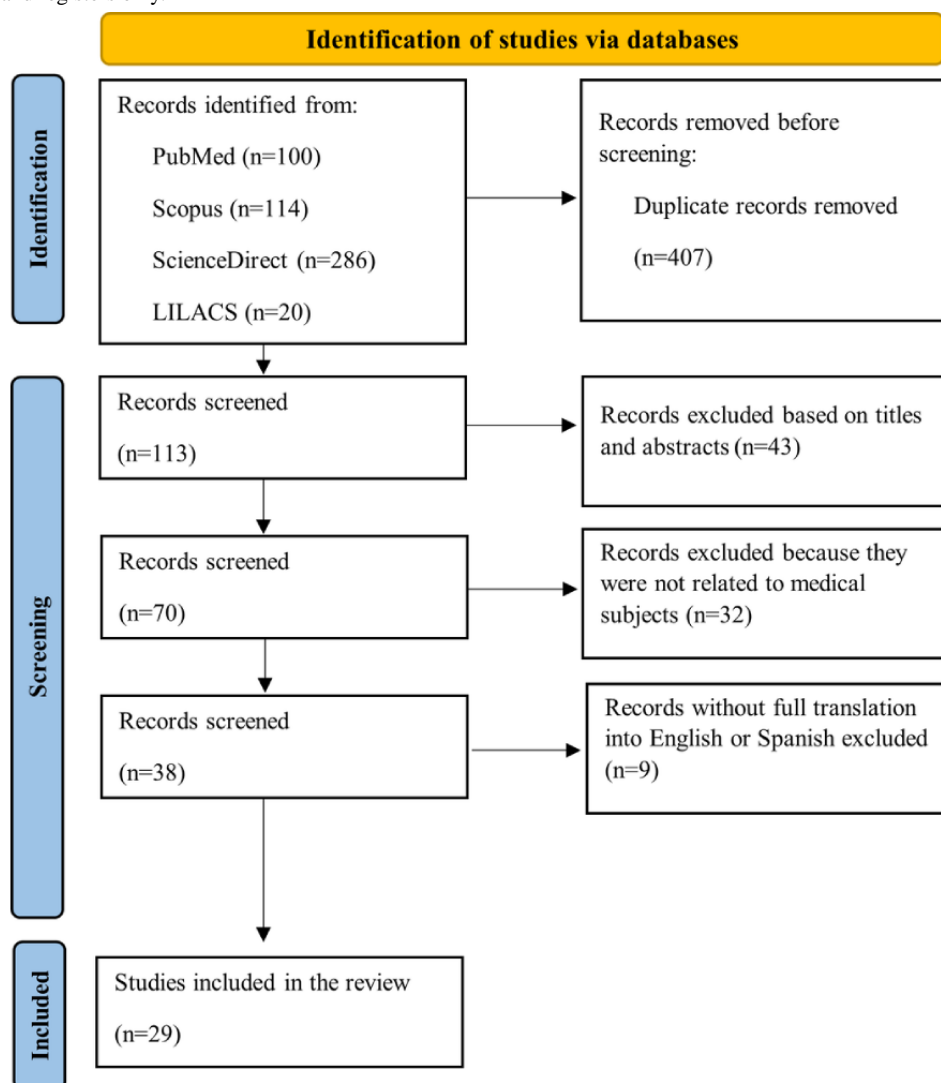 Identification of studies via databases
Identification
Records identified from:
PubMed (n=100)
Scopus (n=114)
ScienceDirect (n=286)
LILACS (n=20)
Records removed before
screening:
Duplicate records removed
(n=407)
Screening
Records screened
(n=113)
Records excluded based on titles
and abstracts (n=43)
Records screened
(n=70)
Records excluded because they
were not related to medical
subjects (n=32)
Records screened
(n=38)
Records without full translation
into English or Spanish excluded
(n=9)
Included
Studies included in the review
(n=29)